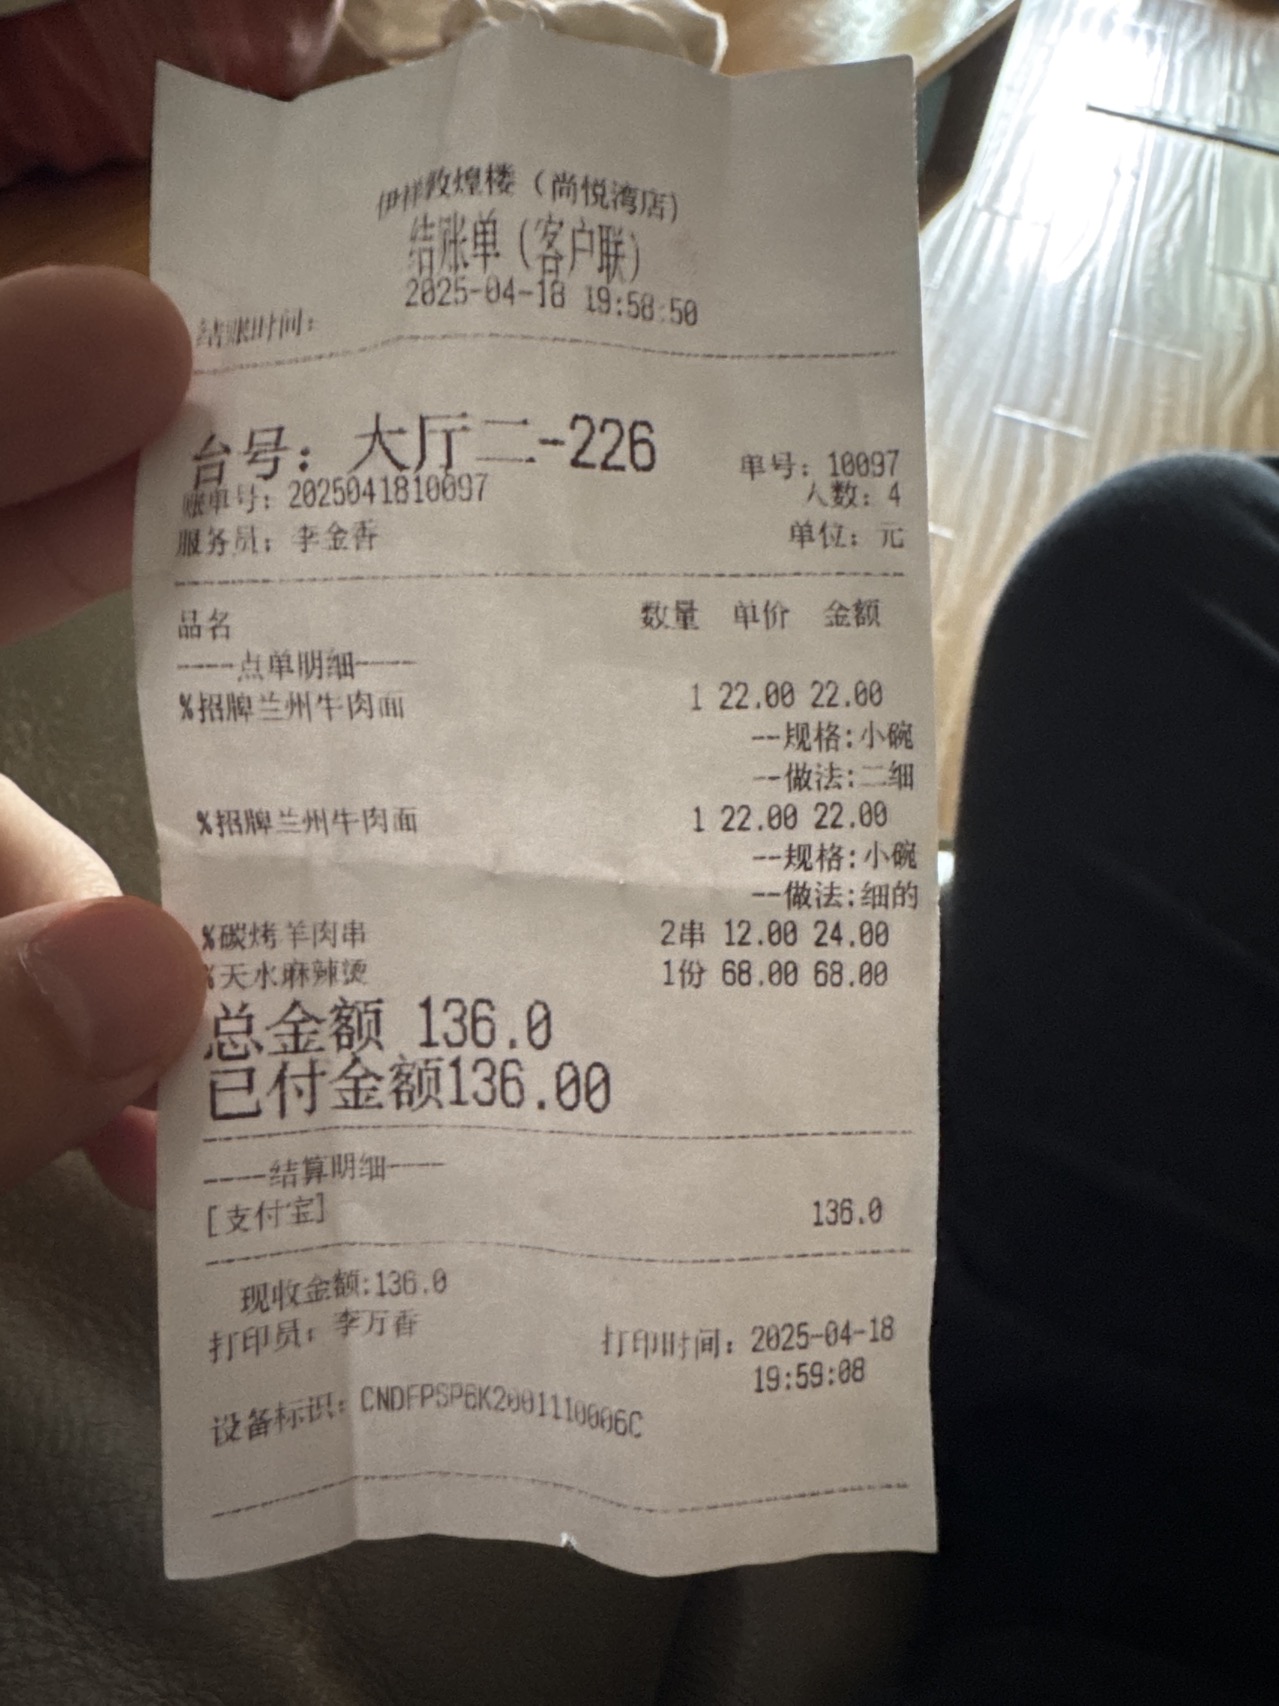 伊祥敦煌楼（尚悦湾店）
结账单（客户联）
结账时间： 2025-04-18 19:58:50
台号：大厅二-226 单号：10097
账单号：2025041810097 人数：4
服务员：李金香 单位：元
品名 数量 单价 金额
----点单明细----
%招牌兰州牛肉面 1 22.00 22.00
--规格:小碗
--做法:二细
%招牌兰州牛肉面 1 22.00 22.00
--规格:小碗
--做法:细的
%碳烤羊肉串 2串 12.00 24.00
%天水麻辣烫 1份 68.00 68.00
总金额 136.0
已付金额136.00
----结算明细----
[支付宝] 136.0
现收金额:136.0
打印员：李万香 打印时间：2025-04-18
19:59:08
设备标识：CNDFPSP6K2001110006C